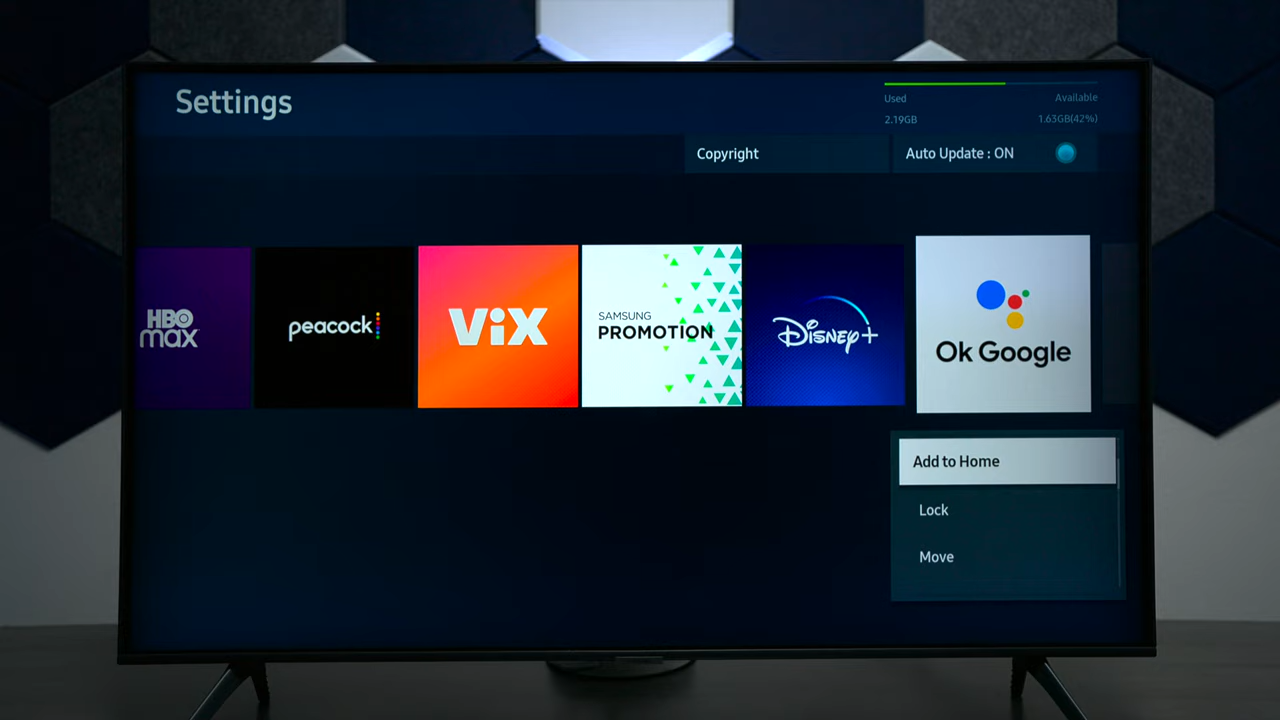 Settings
Used
Available
2.19GB
1.63GB(42%)
Copyright
Auto Update : ON
HBO
max
peacock
ViX
SAMSUNG
PROMOTION
Disney+
Ok Google
Add to Home
Lock
Move